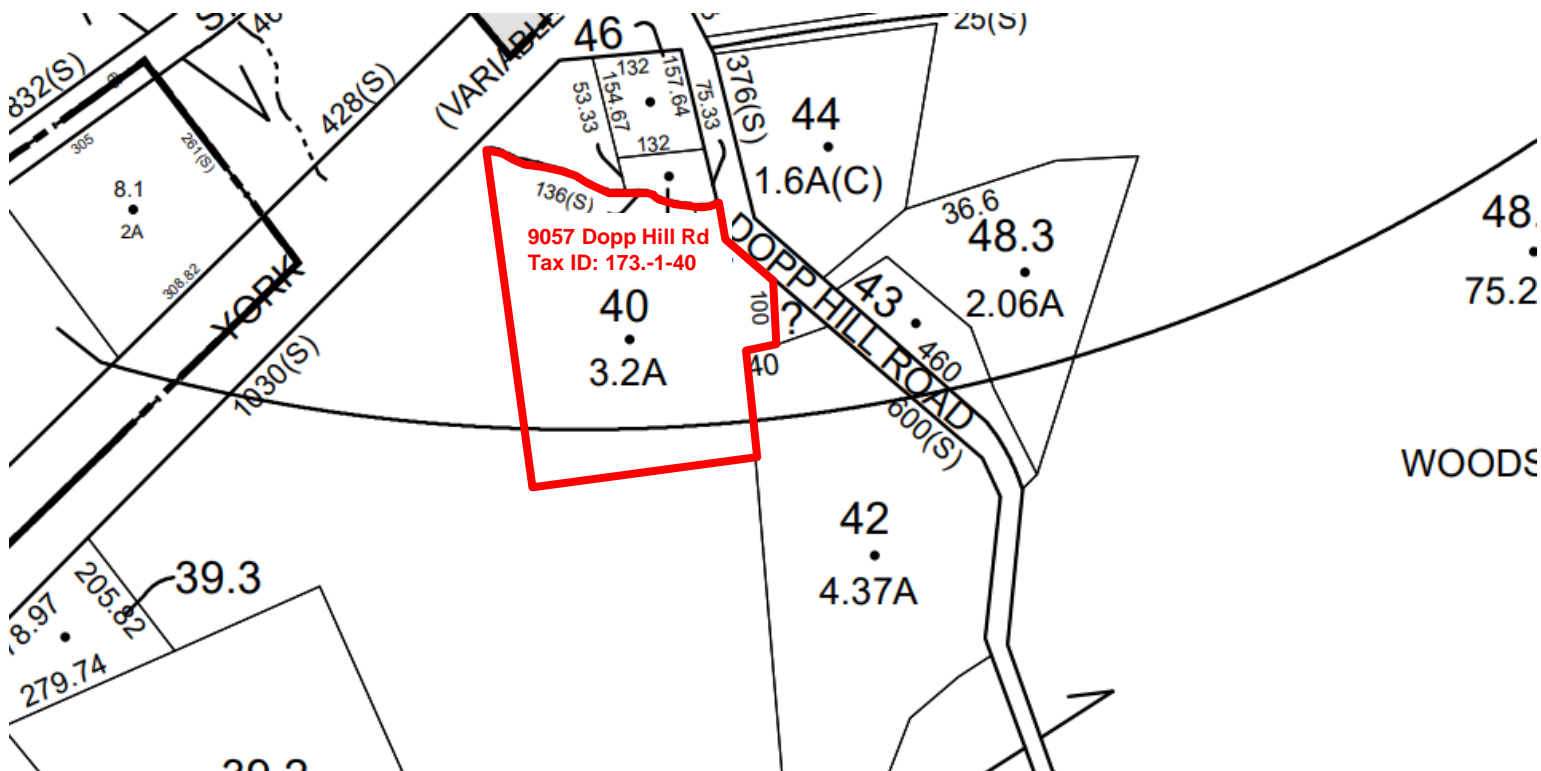 25(S)
46
832(S)
428(S)
(VARIABLE
132
157.64
154.67
53.33
75.33
376(S)
44
1.6A(C)
305
261(S)
132
8.1
2A
136(S)
36.6
48.3
2.06A
48.
75.2
308.82
YORK
9057 Dopp Hill Rd
Tax ID: 173.-1-40
DOPP HILL ROAD
40
3.2A
100
?
43
40
460
1030(S)
600(S)
WOODS
42
4.37A
39.3
205.82
8.97
279.74
39.2